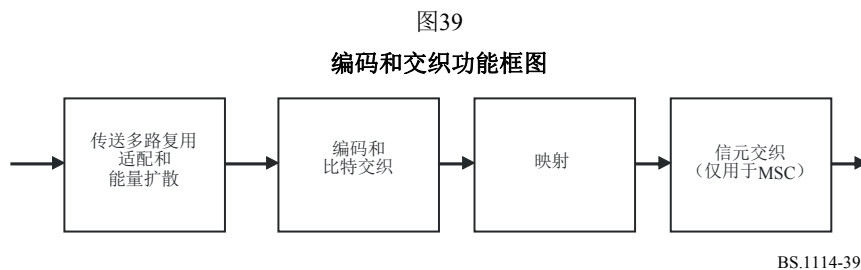 图39
编码和交织功能框图
传送多路复用
适配和
能量扩散
编码和
比特交织
映射
信元交织
（仅用于MSC）
BS.1114-39